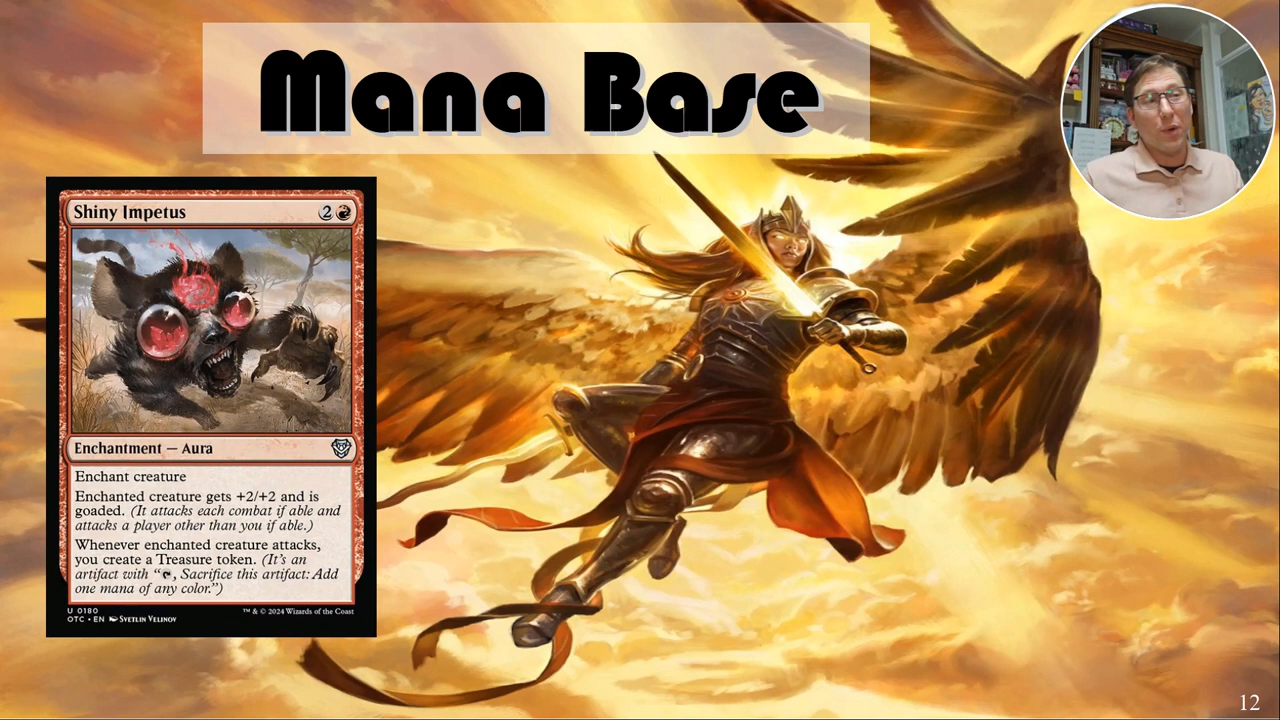 Mana Base
Shiny Impetus 2
Enchantment — Aura
Enchant creature
Enchanted creature gets +2/+2 and is
goaded. (It attacks each combat if able and
attacks a player other than you if able.)
Whenever enchanted creature attacks,
you create a Treasure token. (It's an
artifact with “, Sacrifice this artifact: Add
one mana of any color.”)
U 0180
OTC • EN Svetlin Velinov
™ & © 2024 Wizards of the Coast
12